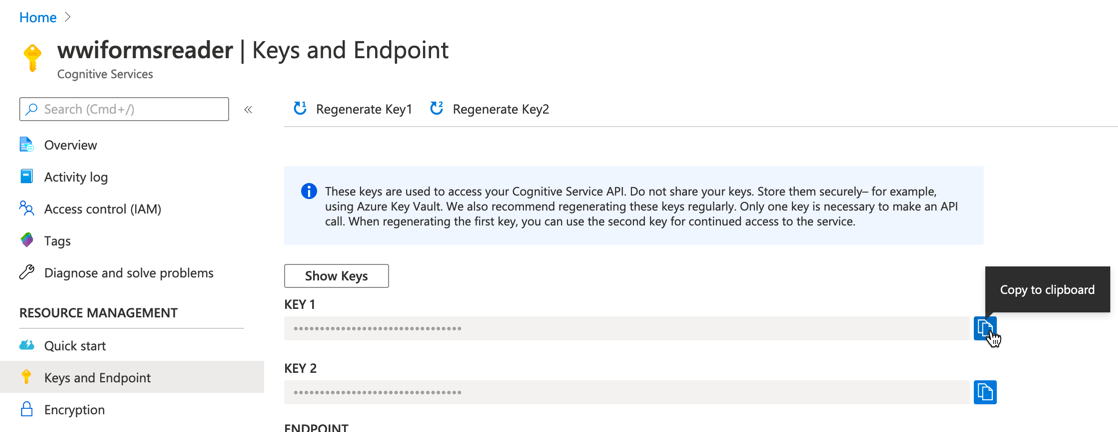 Home
wwiformsreader | Keys and Endpoint
Cognitive Services
Search (Cmd+/)
«
Regenerate Key1
Regenerate Key2
Overview
Activity log
Access control (IAM)
Tags
Diagnose and solve problems
RESOURCE MANAGEMENT
Quick start
Keys and Endpoint
Encryption
These keys are used to access your Cognitive Service API. Do not share your keys. Store them securely– for example,
using Azure Key Vault. We also recommend regenerating these keys regularly. Only one key is necessary to make an API
call. When regenerating the first key, you can use the second key for continued access to the service.
Show Keys
Copy to clipboard
KEY 1
••••••••••••••••••••••••••••••••
KEY 2
••••••••••••••••••••••••••••••••
ENDPOINT